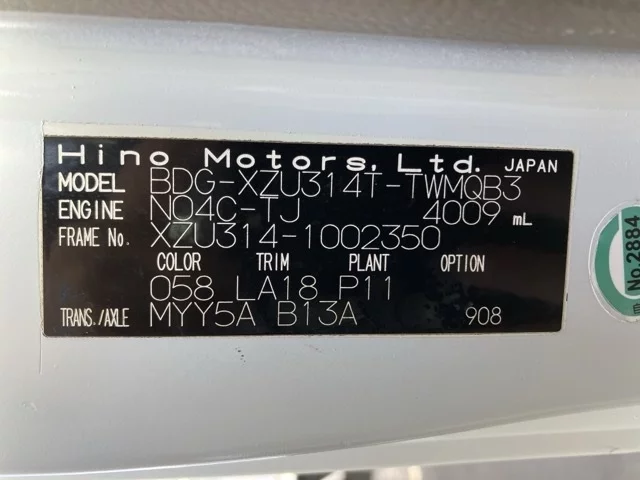 Hino Motors, Ltd. JAPAN
MODEL BDG-XZU314T-TWMQB3
ENGINE N04C-TJ 4009 mL
FRAME No. XZU314-1002350
COLOR TRIM PLANT OPTION
058 LA18 P11
TRANS./AXLE MYY5A B13A 908
No.2884